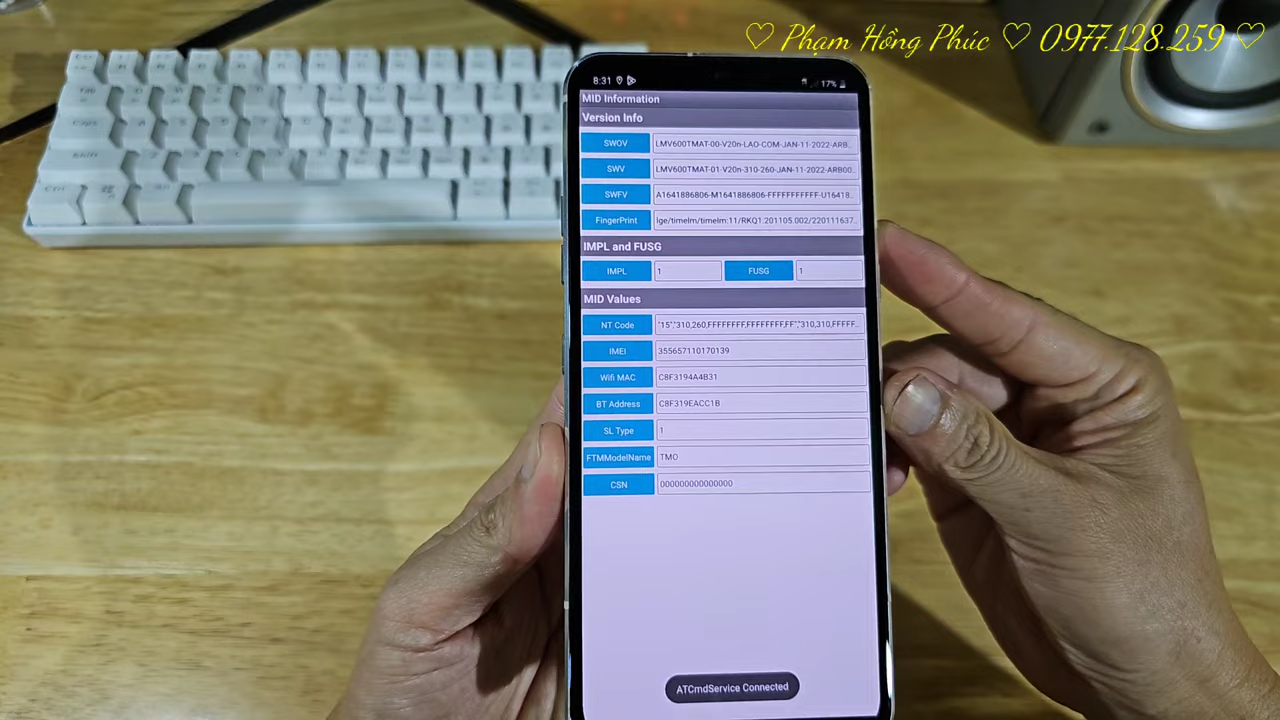 ♡ Phạm Hồng Phúc ♡ 0977.128.259 ♡
8:31 17%
MID Information
Version Info
SWOV LMV600TMAT-00-V20n-LAO-COM-JAN-11-2022-ARB..
SWV LMV600TMAT-01-V20n-310-260-JAN-11-2022-ARB00..
SWFV A1641886806-M1641886806-FFFFFFFFFFFF-U16418..
FingerPrint lge/timelm/timelm:11/RKQ1.201105.002/220111637..
IMPL and FUSG
IMPL 1 FUSG 1
MID Values
NT Code "15","310,260,FFFFFFFF,FFFFFFFF,FF","310,310,FFFFF..
IMEI 355657110170139
Wifi MAC C8F3194A4B31
BT Address C8F319EACC1B
SL Type 1
FTMModelName TMO
CSN 000000000000000
ATCmdService Connected